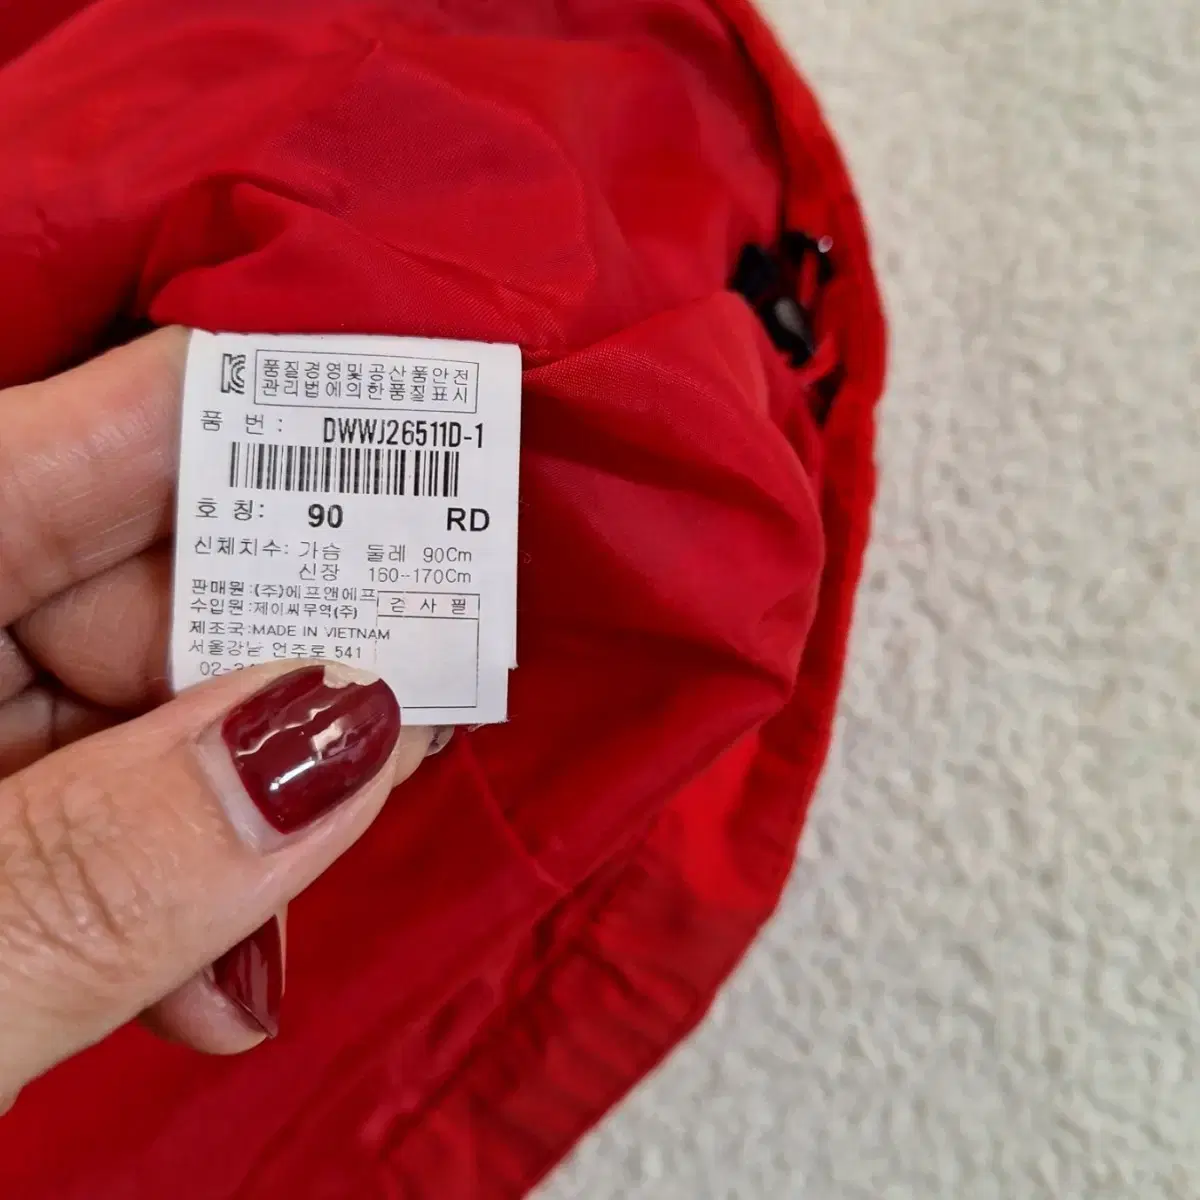 품질경영및공산품안전
관리법에의한품질표시
품 번: DWWJ26511D-1
호 칭: 90 RD
신체치수: 가슴 둘레 90Cm
신장 160--170Cm
판매원:(주)에프앤에프
수입원:제이씨무역(주)
검 사 필
제조국:MADE IN VIETNAM
서울강남 언주로 541
02-3